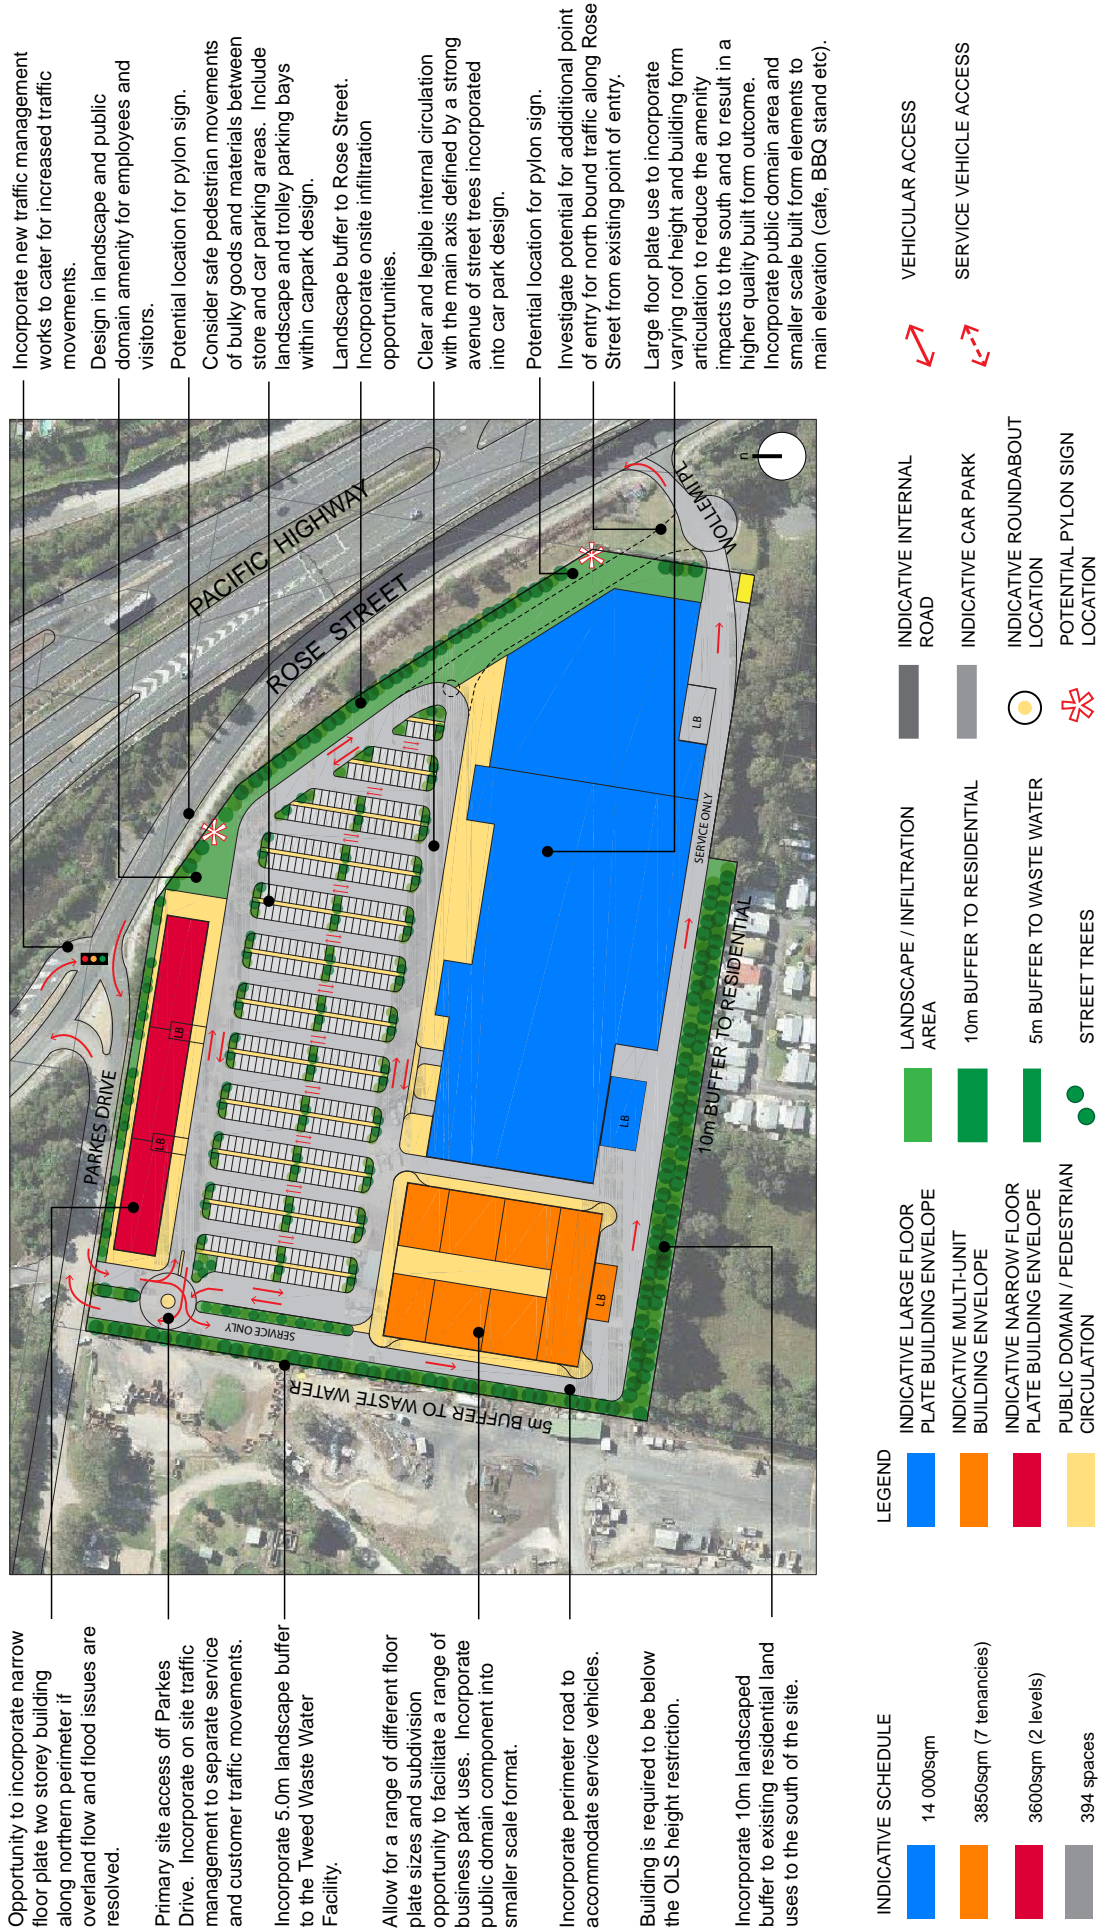 Opportunity to incorporate narrow
floor plate two storey building
along northern perimeter if
overland flow and flood issues are
resolved.
Primary site access off Parkes
Drive. Incorporate on site traffic
management to separate service
and customer traffic movements.
Incorporate 5.0m landscape buffer
to the Tweed Waste Water
Facility.
Allow for a range of different floor
plate sizes and subdivision
opportunity to facilitate a range of
business park uses. Incorporate
public domain component into
smaller scale format.
Incorporate perimeter road to
accommodate service vehicles.
Building is required to be below
the OLS height restriction.
Incorporate 10m landscaped
buffer to existing residential land
uses to the south of the site.
PARKES DRIVE
PACIFIC HIGHWAY
ROSE STREET
WOLLEMI PL
n
LB
LB
SERVICE ONLY
5m BUFFER TO WASTE WATER
LB
LB
LB
SERVICE ONLY
10m BUFFER TO RESIDENTIAL
Incorporate new traffic management
works to cater for increased traffic
movements.
Design in landscape and public
domain amenity for employees and
visitors.
Potential location for pylon sign.
Consider safe pedestrian movements
of bulky goods and materials between
store and car parking areas. Include
landscape and trolley parking bays
within carpark design.
Landscape buffer to Rose Street.
Incorporate onsite infiltration
opportunities.
Clear and legible internal circulation
with the main axis defined by a strong
avenue of street trees incorporated
into car park design.
Potential location for pylon sign.
Investigate potential for addiditional point
of entry for north bound traffic along Rose
Street from existing point of entry.
Large floor plate use to incorporate
varying roof height and building form
articulation to reduce the amenity
impacts to the south and to result in a
higher quality built form outcome.
Incorporate public domain area and
smaller scale built form elements to
main elevation (cafe, BBQ stand etc).
INDICATIVE SCHEDULE
14 000sqm
3850sqm (7 tenancies)
3600sqm (2 levels)
394 spaces
LEGEND
INDICATIVE LARGE FLOOR
PLATE BUILDING ENVELOPE
INDICATIVE MULTI-UNIT
BUILDING ENVELOPE
INDICATIVE NARROW FLOOR
PLATE BUILDING ENVELOPE
PUBLIC DOMAIN / PEDESTRIAN
CIRCULATION
LANDSCAPE / INFILTRATION
AREA
10m BUFFER TO RESIDENTIAL
5m BUFFER TO WASTE WATER
STREET TREES
INDICATIVE INTERNAL
ROAD
INDICATIVE CAR PARK
INDICATIVE ROUNDABOUT
LOCATION
POTENTIAL PYLON SIGN
LOCATION
VEHICULAR ACCESS
SERVICE VEHICLE ACCESS